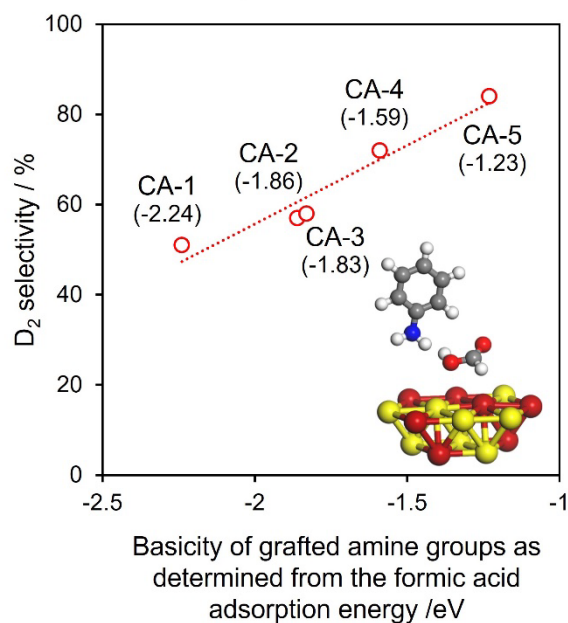 100
80
60
40
20
0
D₂ selectivity / %
CA-1
(-2.24)
CA-2
(-1.86)
CA-3
(-1.83)
CA-4
(-1.59)
CA-5
(-1.23)
-2.5
-2
-1.5
-1
Basicity of grafted amine groups as
determined from the formic acid
adsorption energy /eV